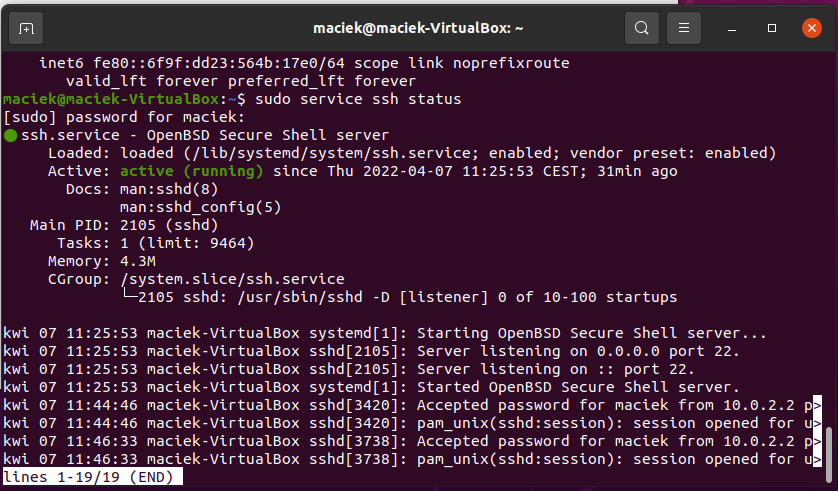 maciek@maciek-VirtualBox: ~
inet6 fe80::6f9f:dd23:564b:17e0/64 scope link noprefixroute
valid_lft forever preferred_lft forever
maciek@maciek-VirtualBox:~$ sudo service ssh status
[sudo] password for maciek:
● ssh.service - OpenBSD Secure Shell server
Loaded: loaded (/lib/systemd/system/ssh.service; enabled; vendor preset: enabled)
Active: active (running) since Thu 2022-04-07 11:25:53 CEST; 31min ago
Docs: man:sshd(8)
man:sshd_config(5)
Main PID: 2105 (sshd)
Tasks: 1 (limit: 9464)
Memory: 4.3M
CGroup: /system.slice/ssh.service
└─2105 sshd: /usr/sbin/sshd -D [listener] 0 of 10-100 startups
kwi 07 11:25:53 maciek-VirtualBox systemd[1]: Starting OpenBSD Secure Shell server...
kwi 07 11:25:53 maciek-VirtualBox sshd[2105]: Server listening on 0.0.0.0 port 22.
kwi 07 11:25:53 maciek-VirtualBox sshd[2105]: Server listening on :: port 22.
kwi 07 11:25:53 maciek-VirtualBox systemd[1]: Started OpenBSD Secure Shell server.
kwi 07 11:44:46 maciek-VirtualBox sshd[3420]: Accepted password for maciek from 10.0.2.2 p>
kwi 07 11:44:46 maciek-VirtualBox sshd[3420]: pam_unix(sshd:session): session opened for u>
kwi 07 11:46:33 maciek-VirtualBox sshd[3738]: Accepted password for maciek from 10.0.2.2 p>
kwi 07 11:46:33 maciek-VirtualBox sshd[3738]: pam_unix(sshd:session): session opened for u>
lines 1-19/19 (END)